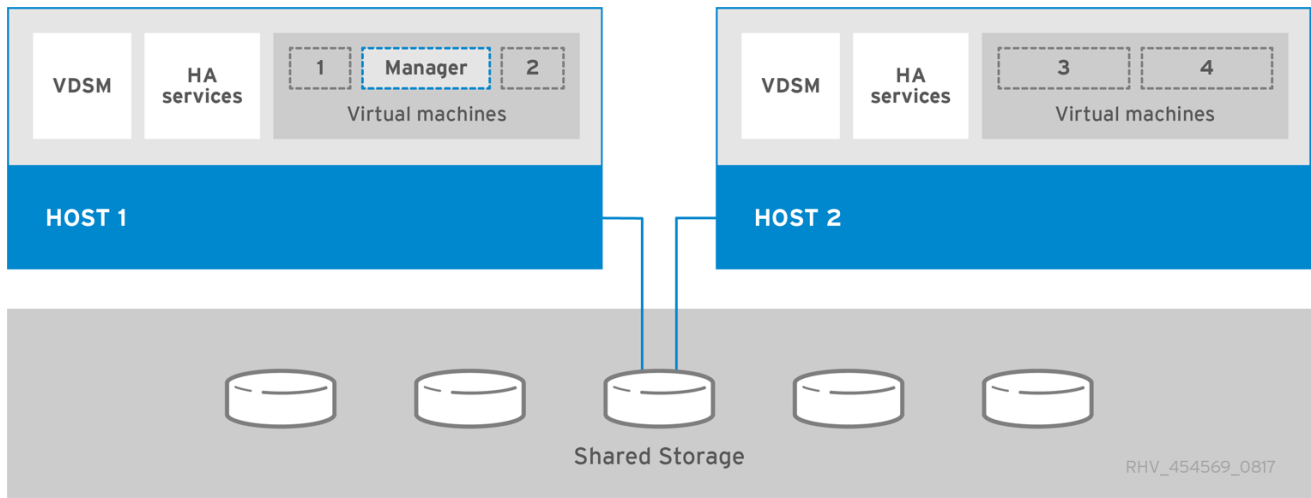 VDSM
HA
services
1
Manager
2
Virtual machines
HOST 1
VDSM
HA
services
3
4
Virtual machines
HOST 2
Shared Storage
RHV_454569_0817